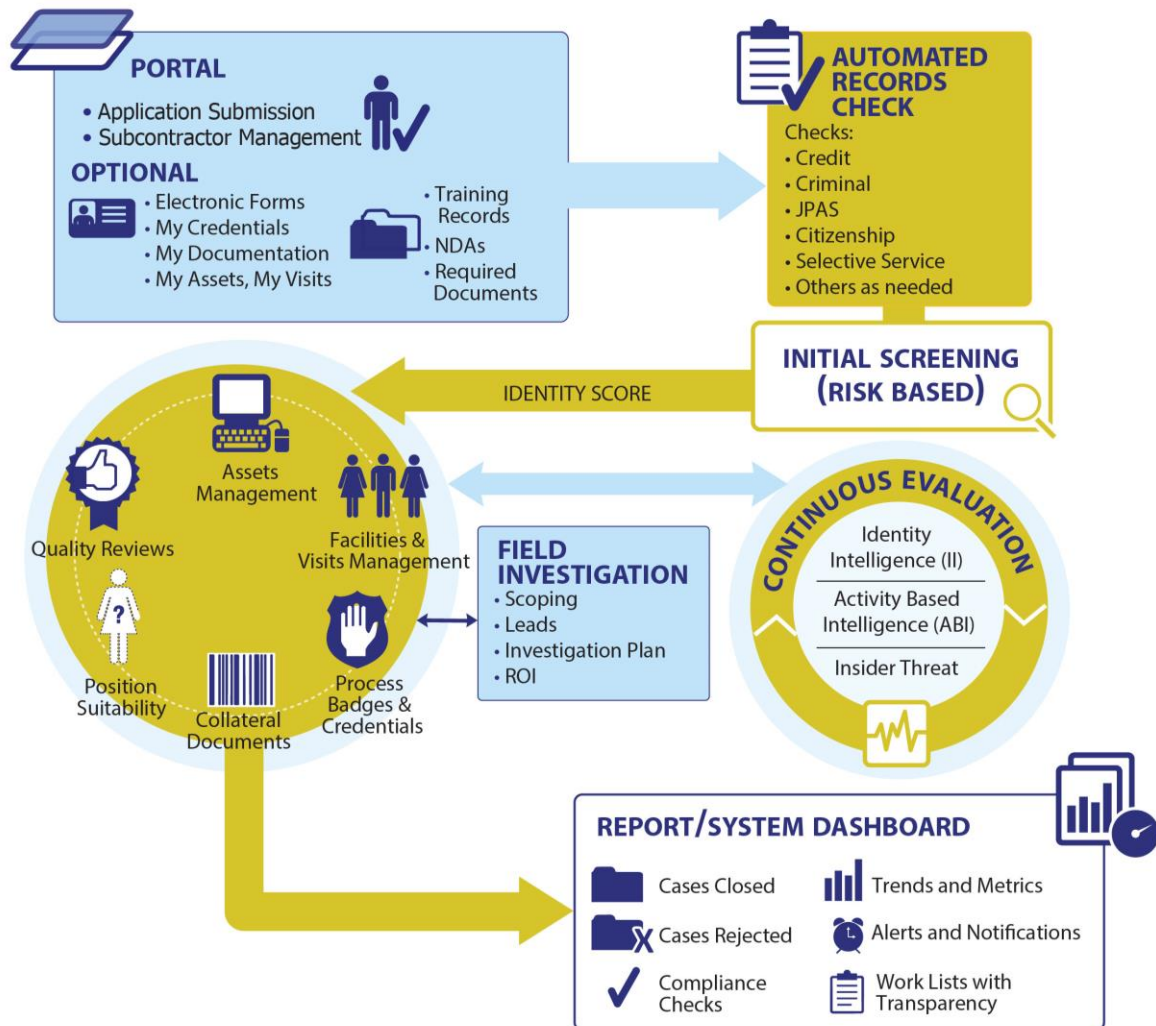 PORTAL
• Application Submission
• Subcontractor Management
OPTIONAL
• Electronic Forms
• My Credentials
• My Documentation
• My Assets, My Visits
• Training
Records
• NDAs
• Required
Documents
AUTOMATED
RECORDS
CHECK
Checks:
• Credit
• Criminal
• JPAS
• Citizenship
• Selective Service
• Others as needed
INITIAL SCREENING
(RISK BASED)
IDENTITY SCORE
Assets
Management
Quality Reviews
Facilities &
Visits Management
?
Position
Suitability
Collateral
Documents
Process
Badges &
Credentials
FIELD
INVESTIGATION
• Scoping
• Leads
• Investigation Plan
• ROI
CONTINUOUS EVALUATION
Identity
Intelligence (II)
Activity Based
Intelligence (ABI)
Insider Threat
REPORT/SYSTEM DASHBOARD
Cases Closed
X Cases Rejected
Compliance
Checks
Trends and Metrics
Alerts and Notifications
Work Lists with
Transparency